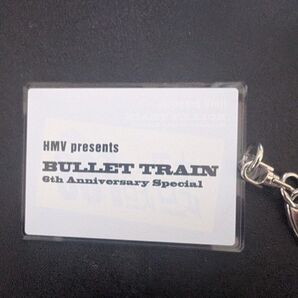 HMV presents
BULLET TRAIN
6th Anniversary Special